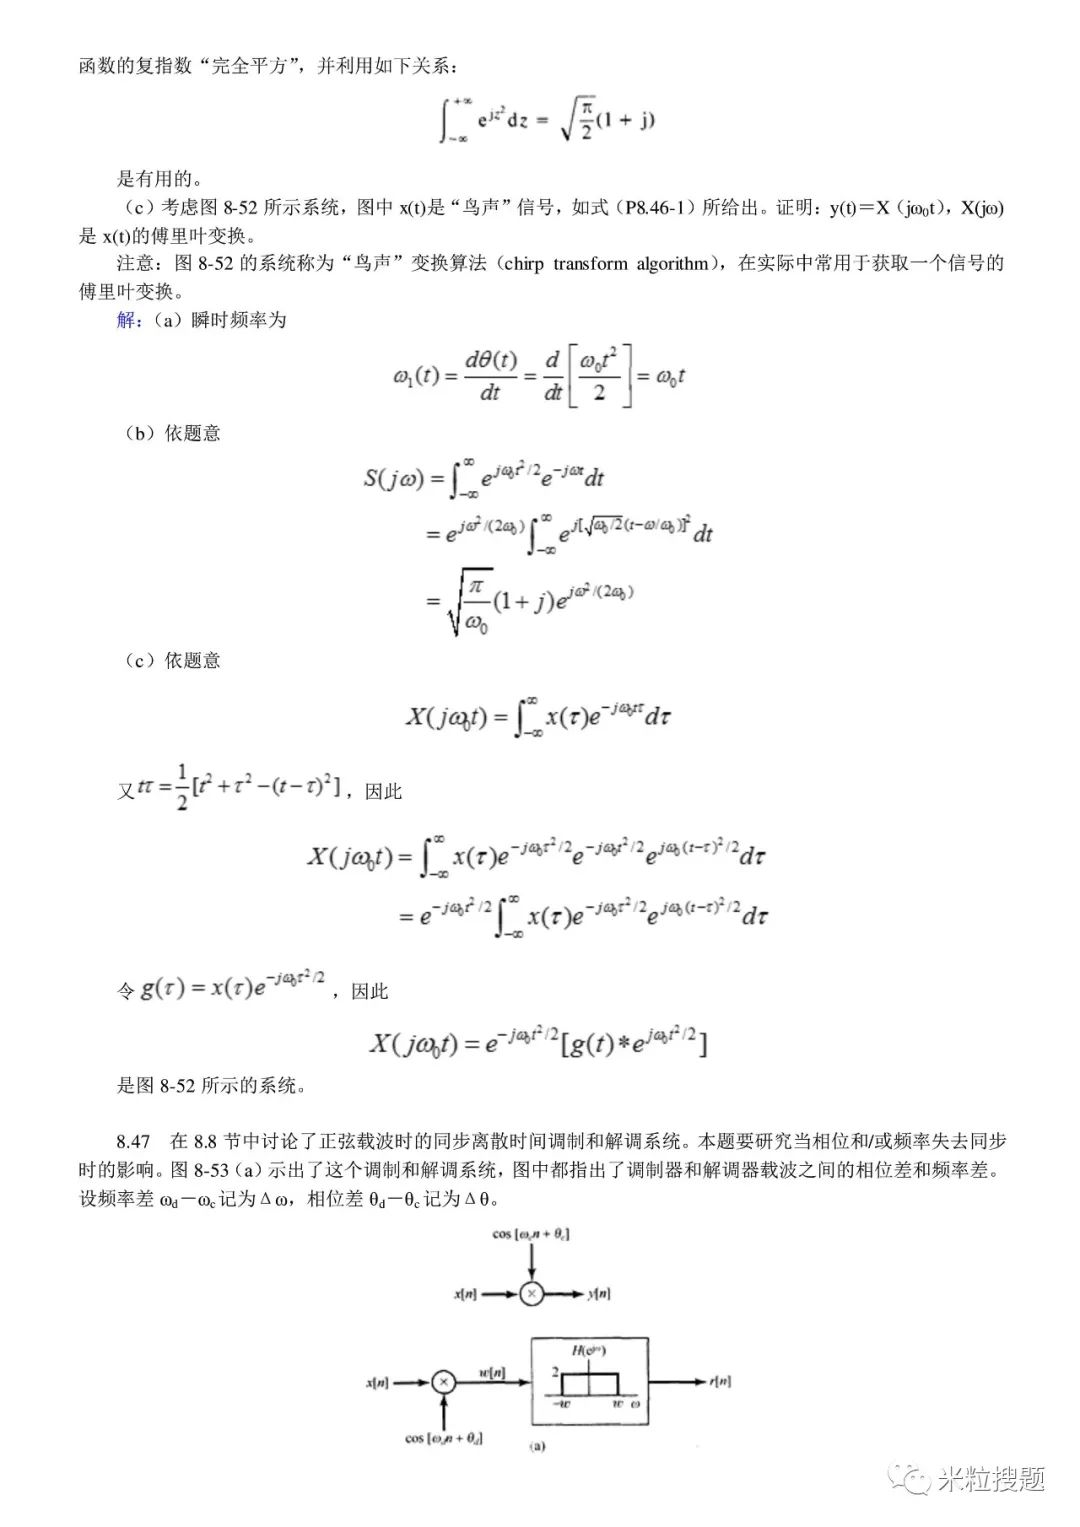 函数的复指数“完全平方”，并利用如下关系：
∫_{-∞}^{+∞} e^{jz²}dz = √(π/2)(1 + j)
是有用的。
（c）考虑图 8-52 所示系统，图中 x(t)是“鸟声”信号，如式（P8.46-1）所给出。证明：y(t)＝X（jω₀t），X(jω)
是 x(t)的傅里叶变换。
注意：图 8-52 的系统称为“鸟声”变换算法（chirp transform algorithm），在实际中常用于获取一个信号的
傅里叶变换。
解：（a）瞬时频率为
ω₁(t) = dθ(t)/dt = d/dt[ω₀t²/2] = ω₀t
（b）依题意
S(jω) = ∫_{-∞}^{∞} e^{jω₀t²/2}e^{-jωt}dt
= e^{jω²/(2ω₀)} ∫_{-∞}^{∞} e^{j[√(ω₀/2)(t-ω/ω₀)]²}dt
= √(π/ω₀)(1+j)e^{jω²/(2ω₀)}
（c）依题意
X(jω₀t) = ∫_{-∞}^{∞} x(τ)e^{-jω₀tτ}dτ
又 tτ = 1/2[t²+τ²-(t-τ)²]，因此
X(jω₀t) = ∫_{-∞}^{∞} x(τ)e^{-jω₀τ²/2}e^{-jω₀t²/2}e^{jω₀(t-τ)²/2}dτ
= e^{-jω₀t²/2} ∫_{-∞}^{∞} x(τ)e^{-jω₀τ²/2}e^{jω₀(t-τ)²/2}dτ
令 g(τ) = x(τ)e^{-jω₀τ²/2}，因此
X(jω₀t) = e^{-jω₀t²/2}[g(t)*e^{jω₀t²/2}]
是图 8-52 所示的系统。
8.47 在 8.8 节中讨论了正弦载波时的同步离散时间调制和解调系统。本题要研究当相位和/或频率失去同步
时的影响。图 8-53（a）示出了这个调制和解调系统，图中都指出了调制器和解调器载波之间的相位差和频率差。
设频率差 ω_d－ω_c 记为 Δω，相位差 θ_d－θ_c 记为 Δθ。
cos [ω_c n + θ_c]
x[n] × y[n]
H(e^{jω})
x[n] × w[n] 2 r[n]
-w w ω
cos [ω_d n + θ_d] (a)
米粒搜题